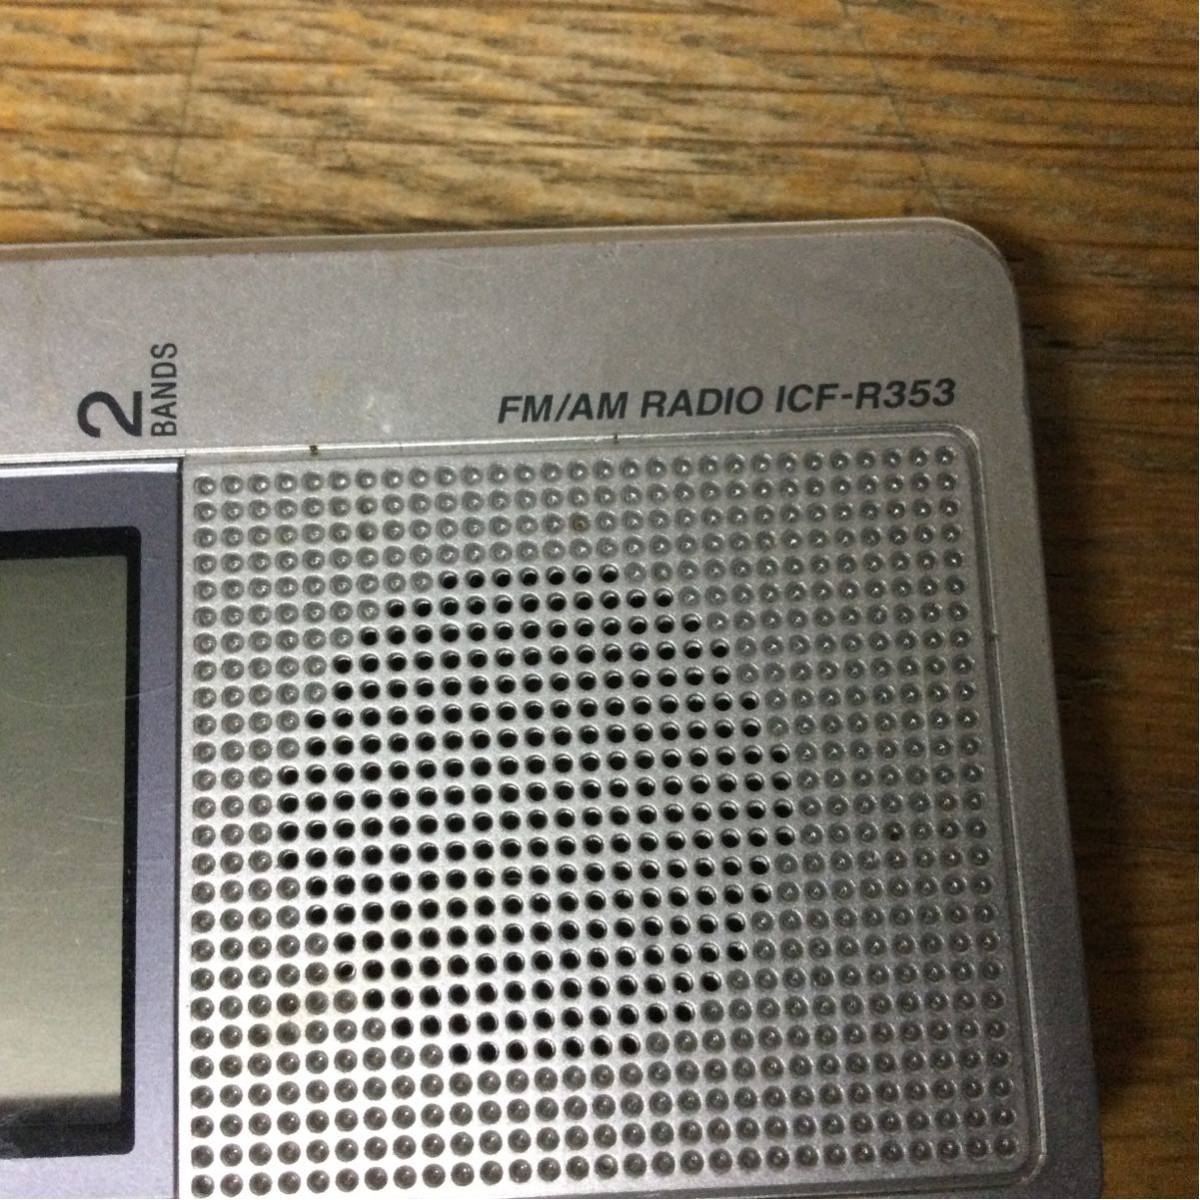 2
BANDS
FM/AM RADIO ICF-R353